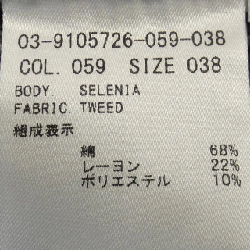 03-9105726-059-038
COL. 059 SIZE 038
BODY. SELENIA
FABRIC TWEED
組成表示
綿 68%
レーヨン 22%
ポリエステル 10%